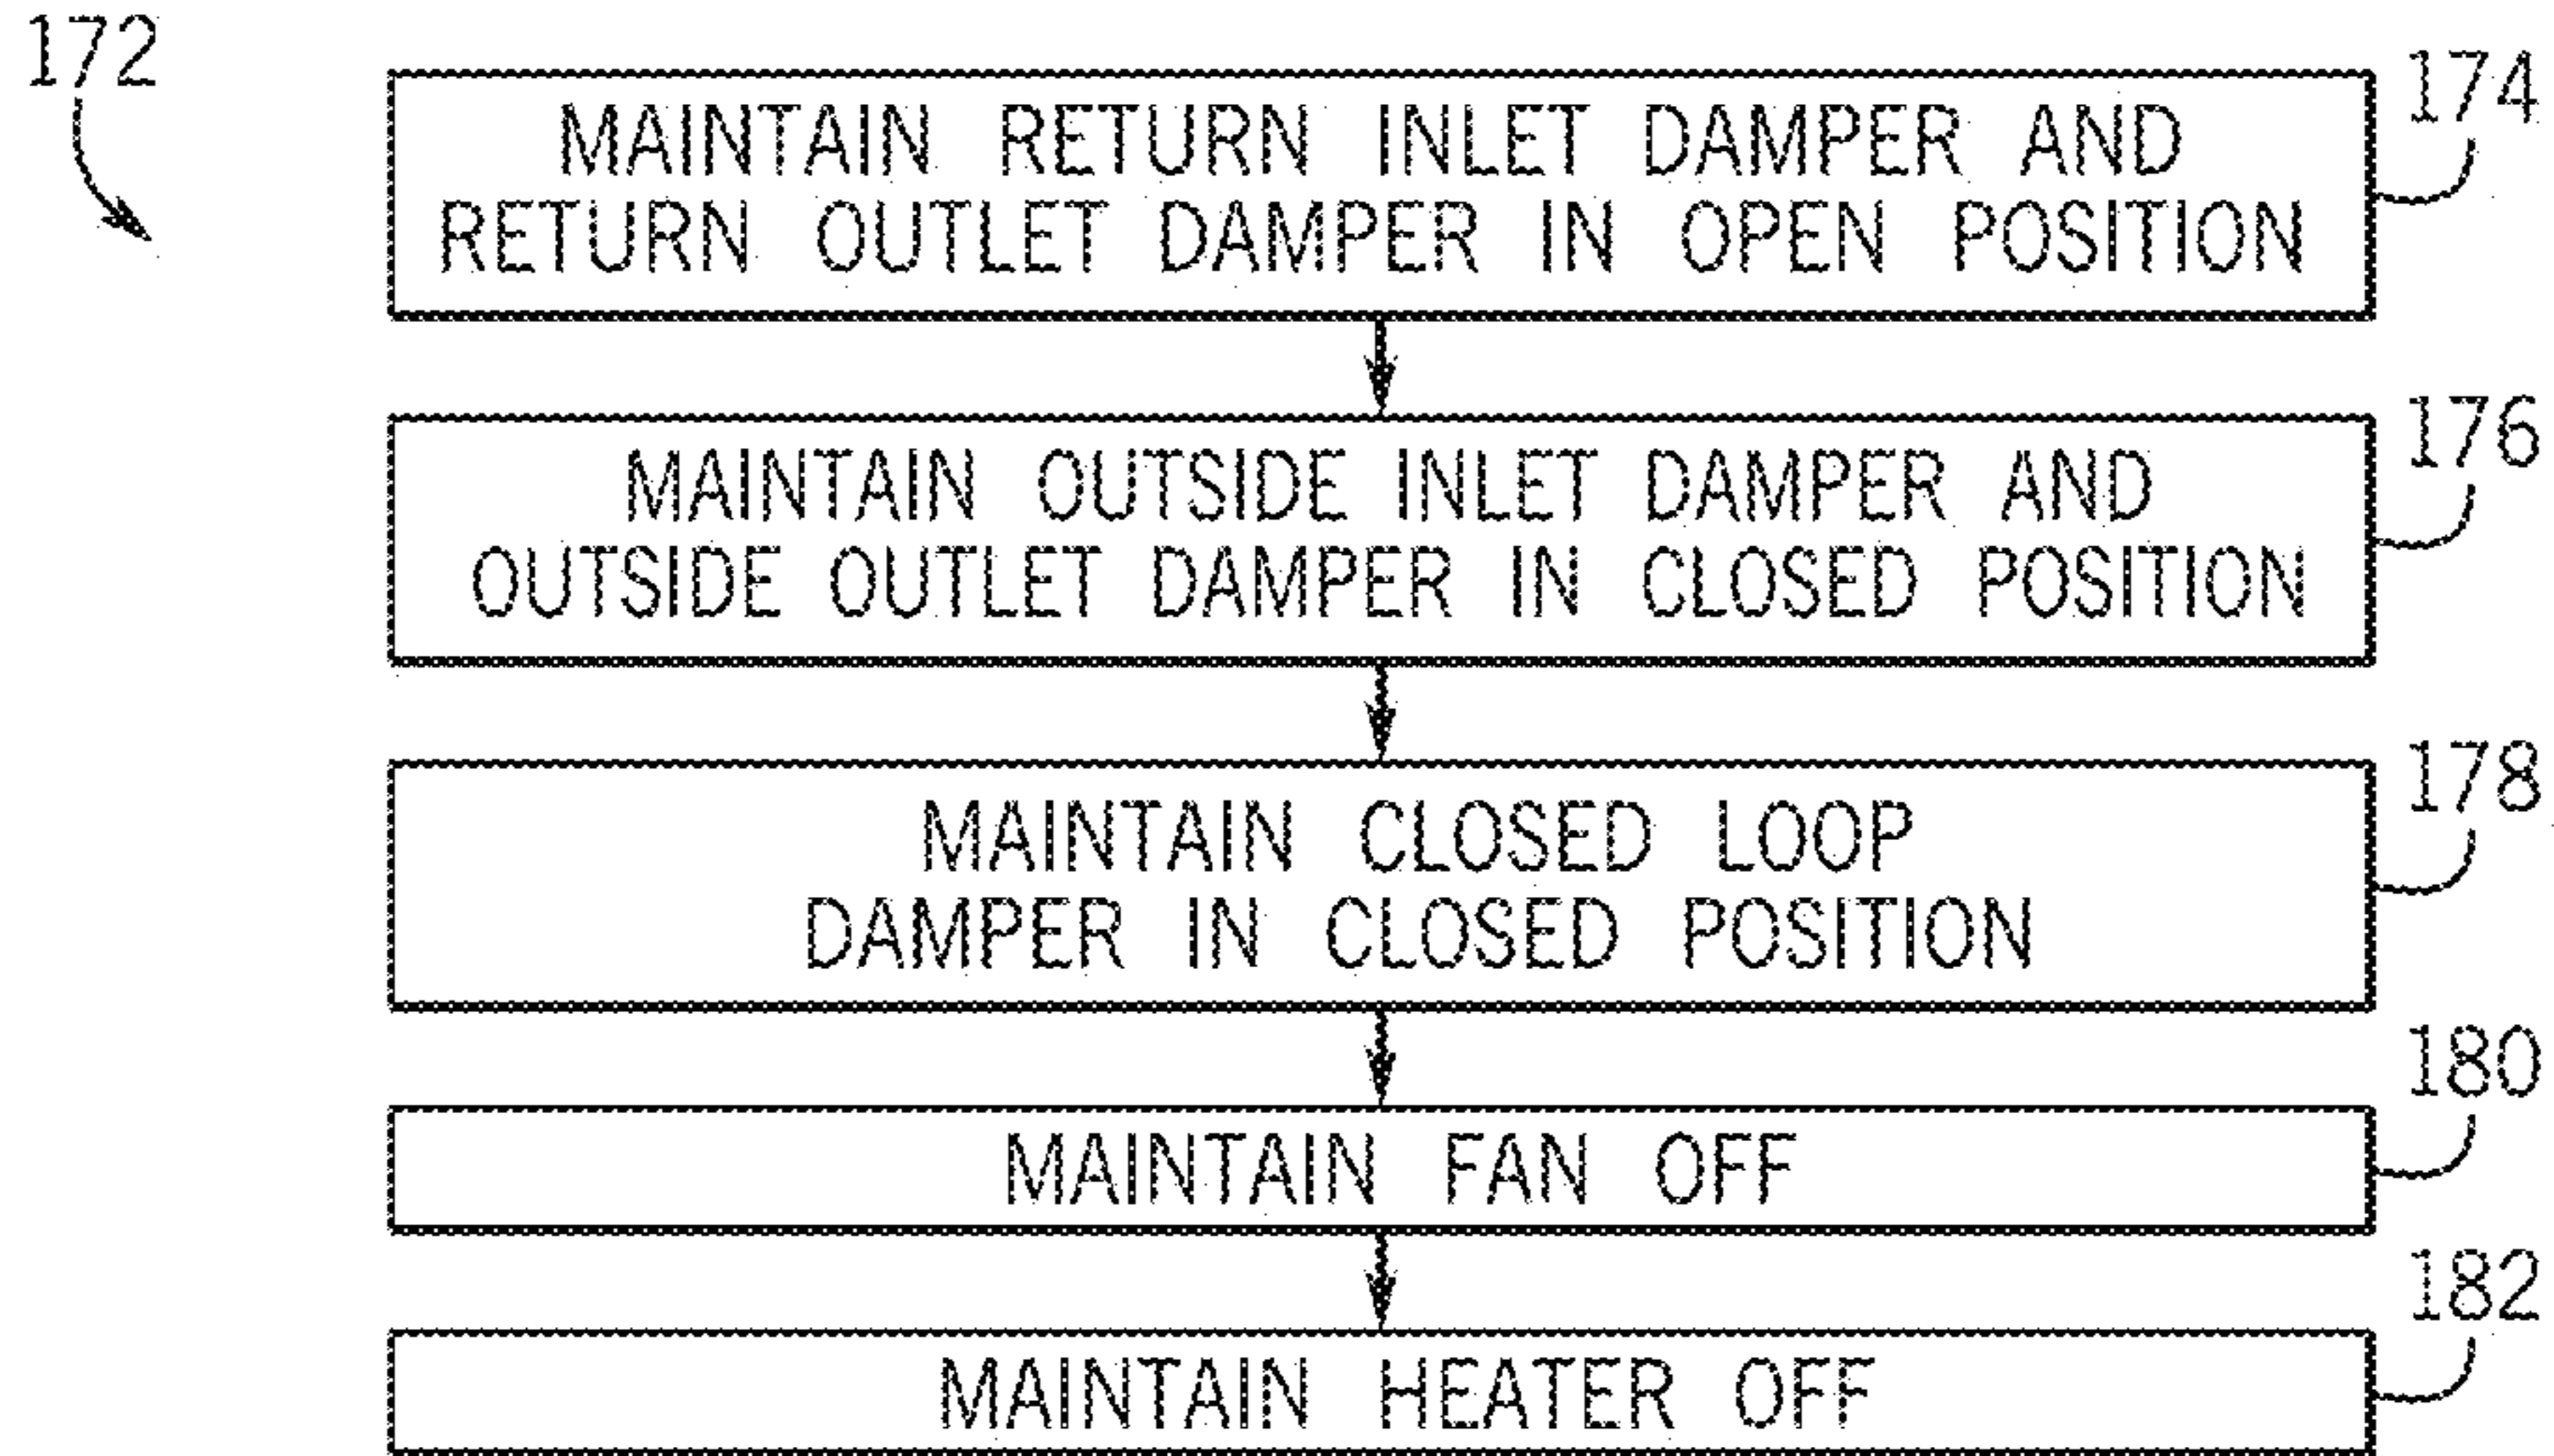 172
174
MAINTAIN RETURN INLET DAMPER AND
RETURN OUTLET DAMPER IN OPEN POSITION
176
MAINTAIN OUTSIDE INLET DAMPER AND
OUTSIDE OUTLET DAMPER IN CLOSED POSITION
178
MAINTAIN CLOSED LOOP
DAMPER IN CLOSED POSITION
180
MAINTAIN FAN OFF
182
MAINTAIN HEATER OFF